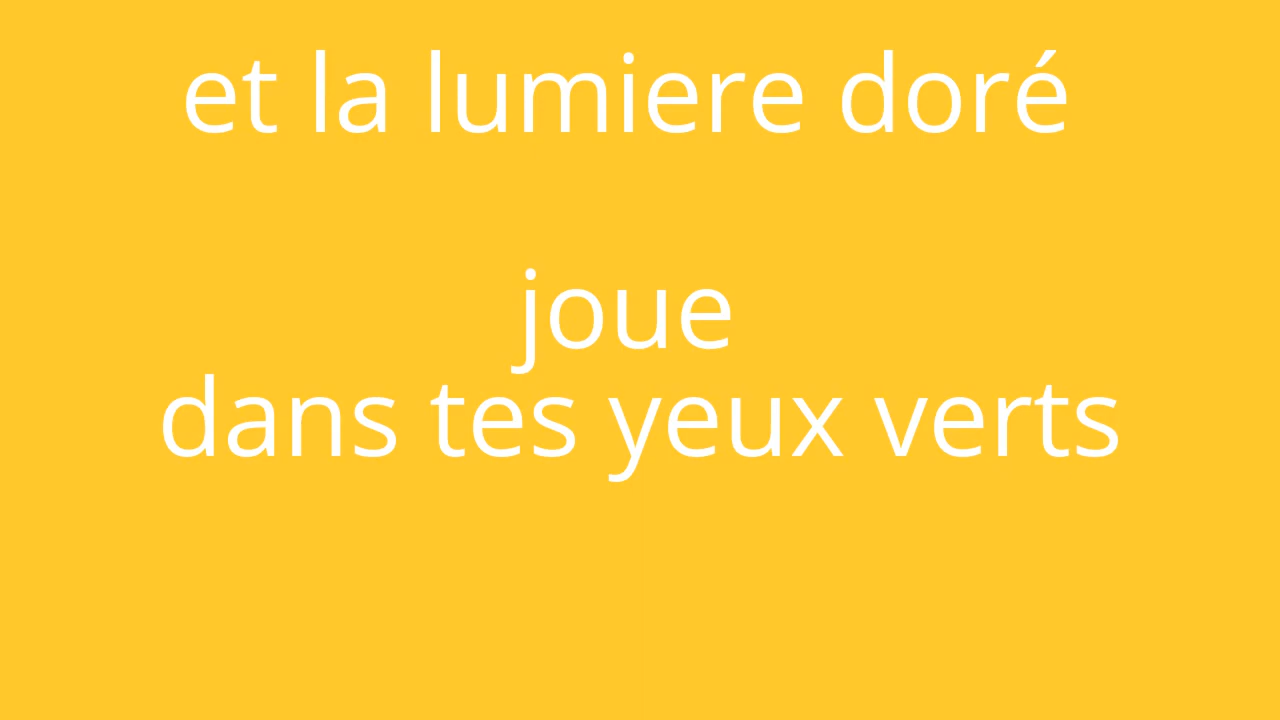 et la lumiere doré
joue
dans tes yeux verts